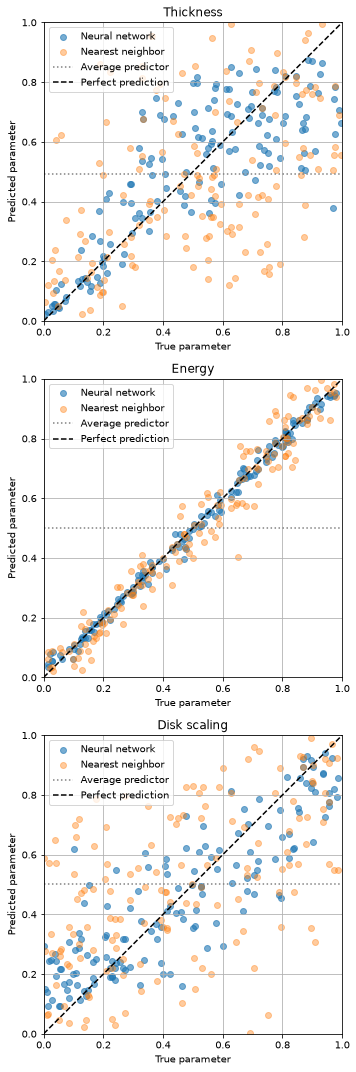 Thickness
Neural network
Nearest neighbor
Average predictor
Perfect prediction
1.0
0.8
0.6
0.4
0.2
0.0
Predicted parameter
0.0 0.2 0.4 0.6 0.8 1.0
True parameter
Energy
Neural network
Nearest neighbor
Average predictor
Perfect prediction
1.0
0.8
0.6
0.4
0.2
0.0
Predicted parameter
0.0 0.2 0.4 0.6 0.8 1.0
True parameter
Disk scaling
Neural network
Nearest neighbor
Average predictor
Perfect prediction
1.0
0.8
0.6
0.4
0.2
0.0
Predicted parameter
0.0 0.2 0.4 0.6 0.8 1.0
True parameter